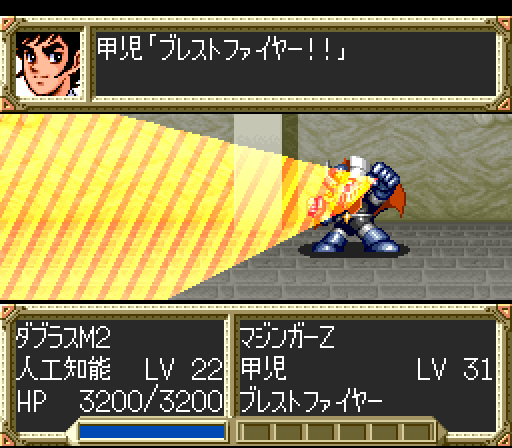 甲児「ブレストファイヤー!!」
ダブラスM2
人工知能 LV 22
HP 3200/3200
マジンガーZ
甲児 LV 31
ブレストファイヤー